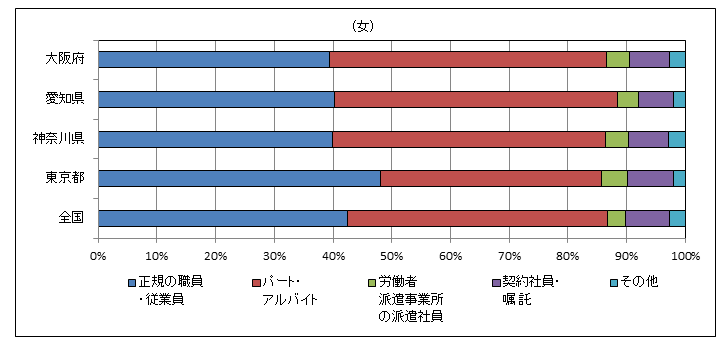 (女)
大阪府
愛知県
神奈川県
東京都
全国
0% 10% 20% 30% 40% 50% 60% 70% 80% 90% 100%
正規の職員
・従業員
パート・
アルバイト
労働者
派遣事業所
の派遣社員
契約社員・
嘱託
その他